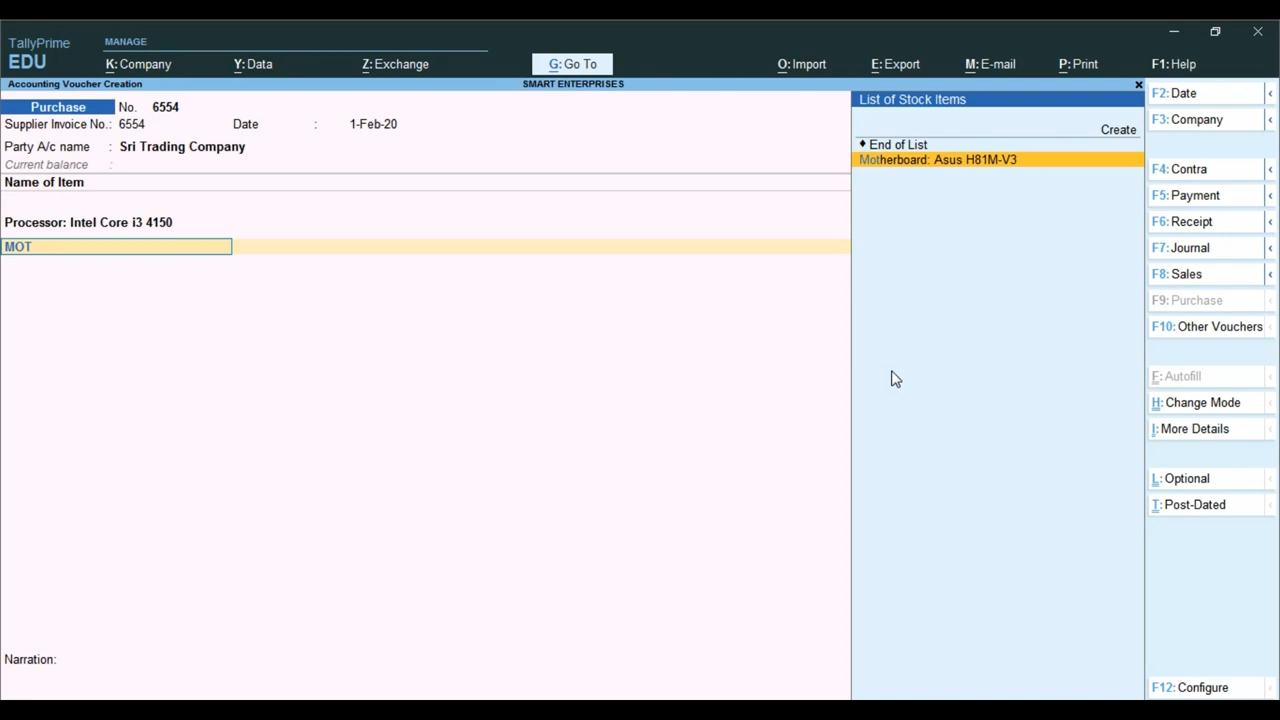 TallyPrime
EDU
MANAGE
K: Company
Y: Data
Z: Exchange
G: Go To
O: Import
E: Export
M: E-mail
P: Print
F1: Help
Accounting Voucher Creation
SMART ENTERPRISES
Purchase No. 6554
Supplier Invoice No.: 6554 Date : 1-Feb-20
Party A/c name : Sri Trading Company
Current balance :
Name of Item
Processor: Intel Core i3 4150
MOT
Narration:
List of Stock Items
Create
♦ End of List
Motherboard: Asus H81M-V3
F2: Date
F3: Company
F4: Contra
F5: Payment
F6: Receipt
F7: Journal
F8: Sales
F9: Purchase
F10: Other Vouchers
F: Autofill
H: Change Mode
I: More Details
L: Optional
T: Post-Dated
F12: Configure